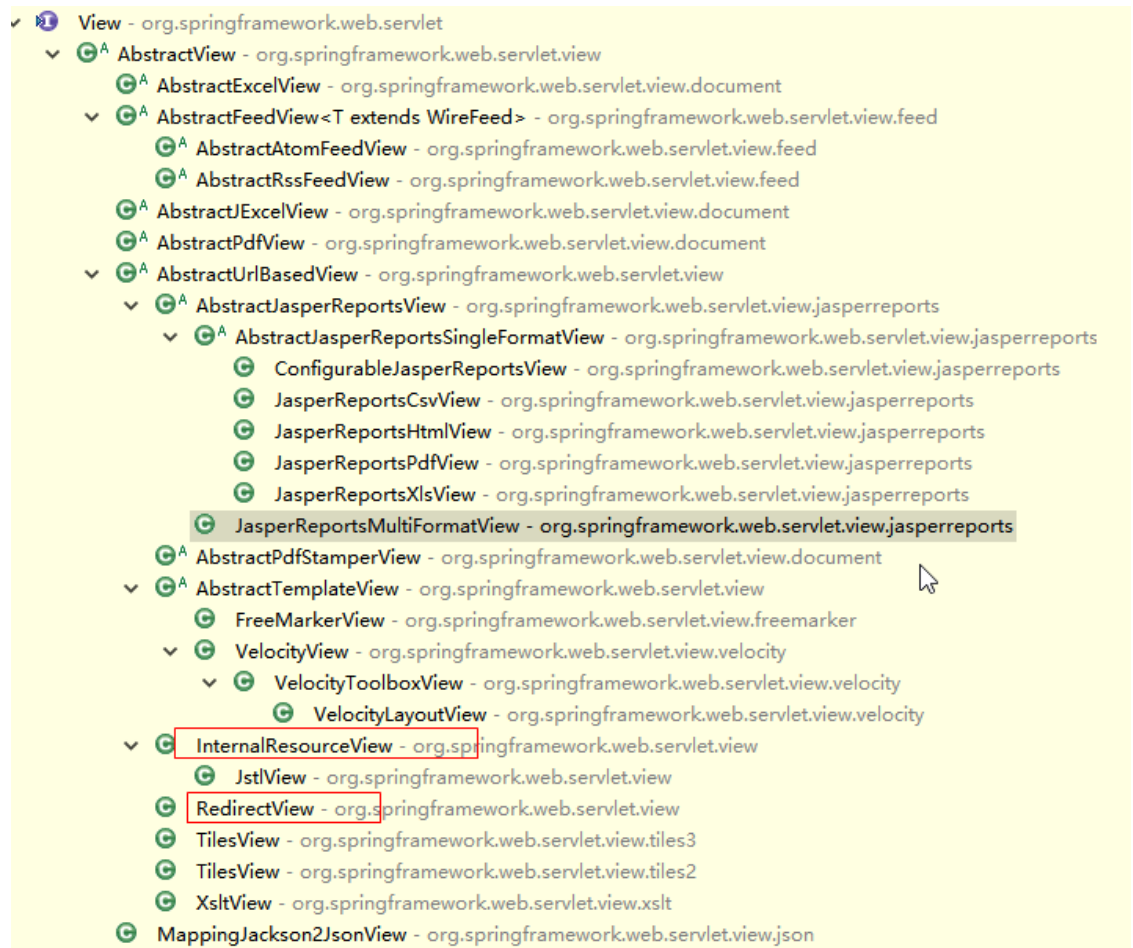 View - org.springframework.web.servlet
AbstractView - org.springframework.web.servlet.view
AbstractExcelView - org.springframework.web.servlet.view.document
AbstractFeedView<T extends WireFeed> - org.springframework.web.servlet.view.feed
AbstractAtomFeedView - org.springframework.web.servlet.view.feed
AbstractRssFeedView - org.springframework.web.servlet.view.feed
AbstractJExcelView - org.springframework.web.servlet.view.document
AbstractPdfView - org.springframework.web.servlet.view.document
AbstractUrlBasedView - org.springframework.web.servlet.view
AbstractJasperReportsView - org.springframework.web.servlet.view.jasperreports
AbstractJasperReportsSingleFormatView - org.springframework.web.servlet.view.jasperreports
ConfigurableJasperReportsView - org.springframework.web.servlet.view.jasperreports
JasperReportsCsvView - org.springframework.web.servlet.view.jasperreports
JasperReportsHtmlView - org.springframework.web.servlet.view.jasperreports
JasperReportsPdfView - org.springframework.web.servlet.view.jasperreports
JasperReportsXlsView - org.springframework.web.servlet.view.jasperreports
JasperReportsMultiFormatView - org.springframework.web.servlet.view.jasperreports
AbstractPdfStamperView - org.springframework.web.servlet.view.document
AbstractTemplateView - org.springframework.web.servlet.view
FreeMarkerView - org.springframework.web.servlet.view.freemarker
VelocityView - org.springframework.web.servlet.view.velocity
VelocityToolboxView - org.springframework.web.servlet.view.velocity
VelocityLayoutView - org.springframework.web.servlet.view.velocity
InternalResourceView - org.springframework.web.servlet.view
JstlView - org.springframework.web.servlet.view
RedirectView - org.springframework.web.servlet.view
TilesView - org.springframework.web.servlet.view.tiles3
TilesView - org.springframework.web.servlet.view.tiles2
XsltView - org.springframework.web.servlet.view.xslt
MappingJackson2JsonView - org.springframework.web.servlet.view.json